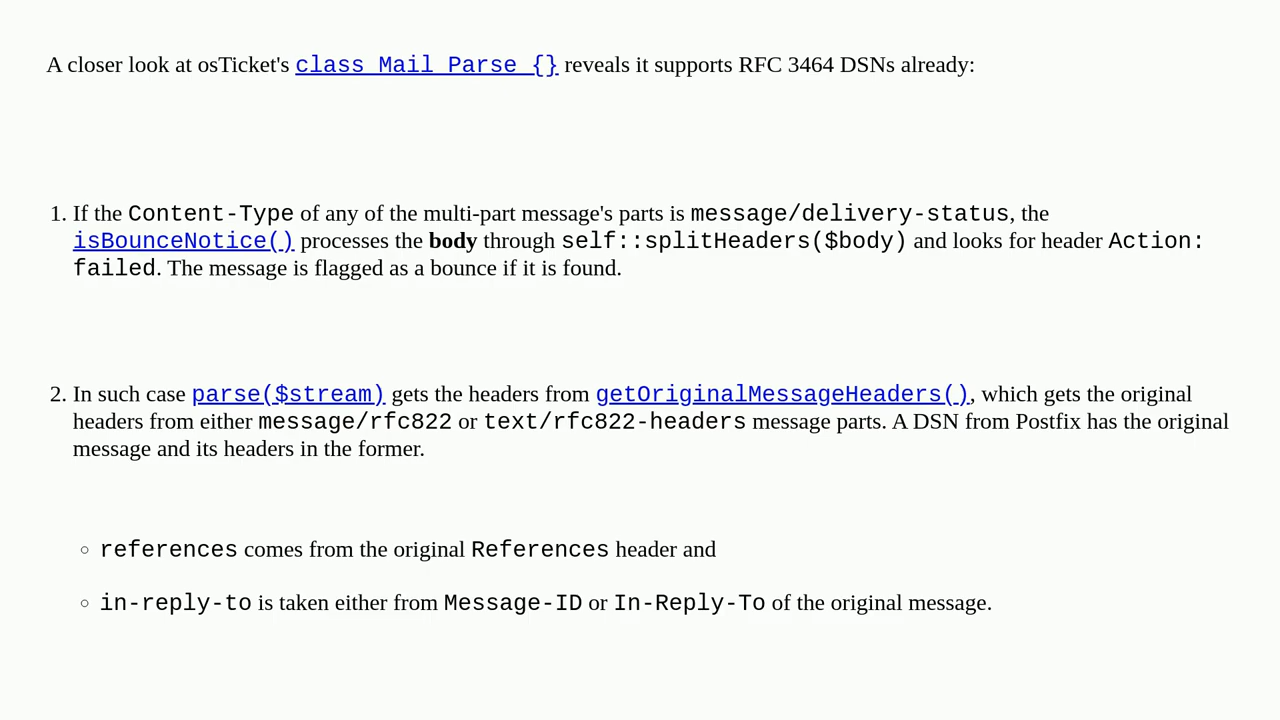 A closer look at osTicket's class Mail_Parse {} reveals it supports RFC 3464 DSNs already:
1. If the Content-Type of any of the multi-part message's parts is message/delivery-status, the
isBounceNotice() processes the body through self::splitHeaders($body) and looks for header Action:
failed. The message is flagged as a bounce if it is found.
2. In such case parse($stream) gets the headers from getOriginalMessageHeaders(), which gets the original
headers from either message/rfc822 or text/rfc822-headers message parts. A DSN from Postfix has the original
message and its headers in the former.
◦ references comes from the original References header and
◦ in-reply-to is taken either from Message-ID or In-Reply-To of the original message.